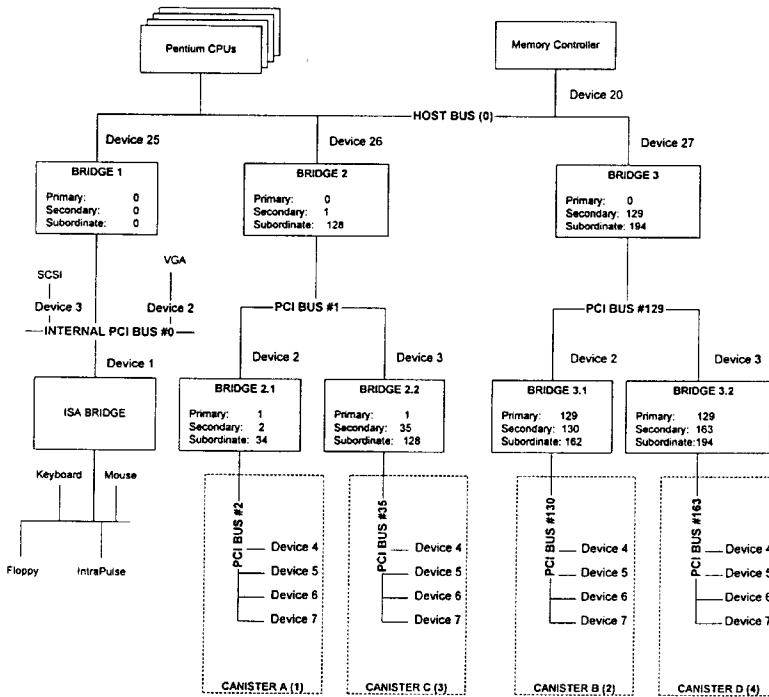 Pentium CPUs
Memory Controller
Device 20
HOST BUS (0)
Device 25
Device 26
Device 27
BRIDGE 1
Primary: 0
Secondary: 0
Subordinate: 0
BRIDGE 2
Primary: 0
Secondary: 1
Subordinate: 128
BRIDGE 3
Primary: 0
Secondary: 129
Subordinate: 194
SCSI
VGA
Device 3
Device 2
INTERNAL PCI BUS #0
PCI BUS #1
PCI BUS #129
Device 1
Device 2
Device 3
Device 2
Device 3
ISA BRIDGE
BRIDGE 2.1
Primary: 1
Secondary: 2
Subordinate: 34
BRIDGE 2.2
Primary: 1
Secondary: 35
Subordinate: 128
BRIDGE 3.1
Primary: 129
Secondary: 130
Subordinate: 162
BRIDGE 3.2
Primary: 129
Secondary: 163
Subordinate: 194
Keyboard
Mouse
Floppy
IntraPulse
PCI BUS #2
Device 4
Device 5
Device 6
Device 7
CANISTER A (1)
PCI BUS #35
Device 4
Device 5
Device 6
Device 7
CANISTER C (3)
PCI BUS #130
Device 4
Device 5
Device 6
Device 7
CANISTER B (2)
PCI BUS #163
Device 4
Device 5
Device 6
Device 7
CANISTER D (4)